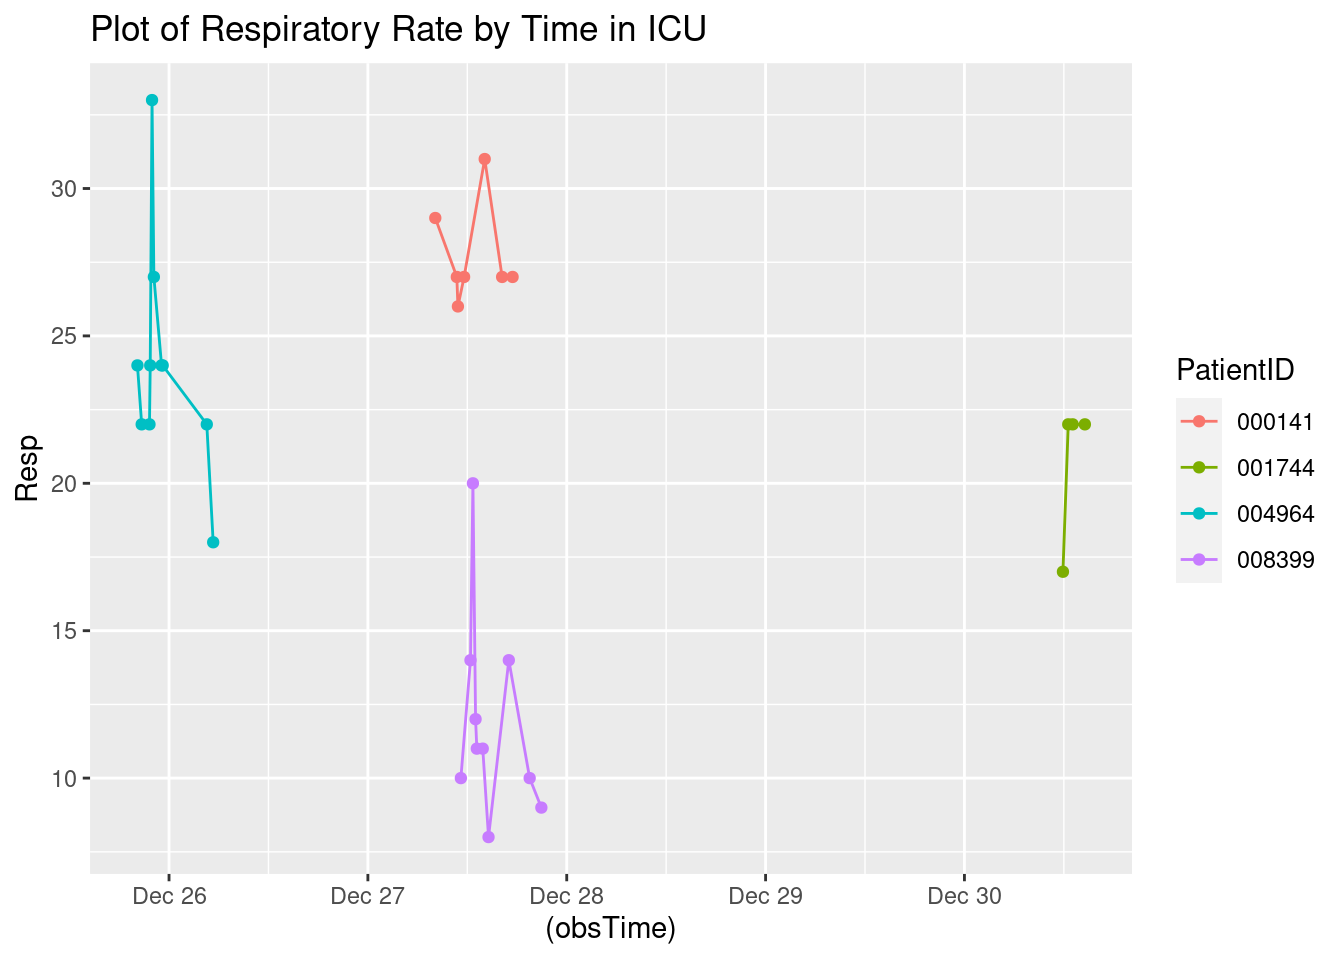 Plot of Respiratory Rate by Time in ICU
Resp
30
25
20
15
10
Dec 26 Dec 27 Dec 28 Dec 29 Dec 30
(obsTime)
PatientID
000141
001744
004964
008399